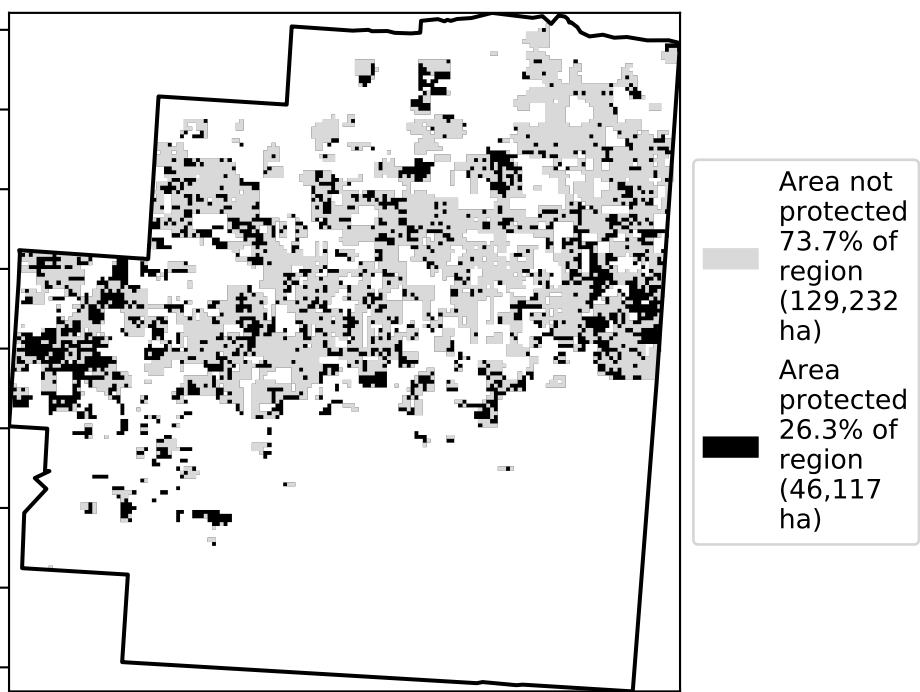 Area not
protected
73.7% of
region
(129,232
ha)
Area
protected
26.3% of
region
(46,117
ha)